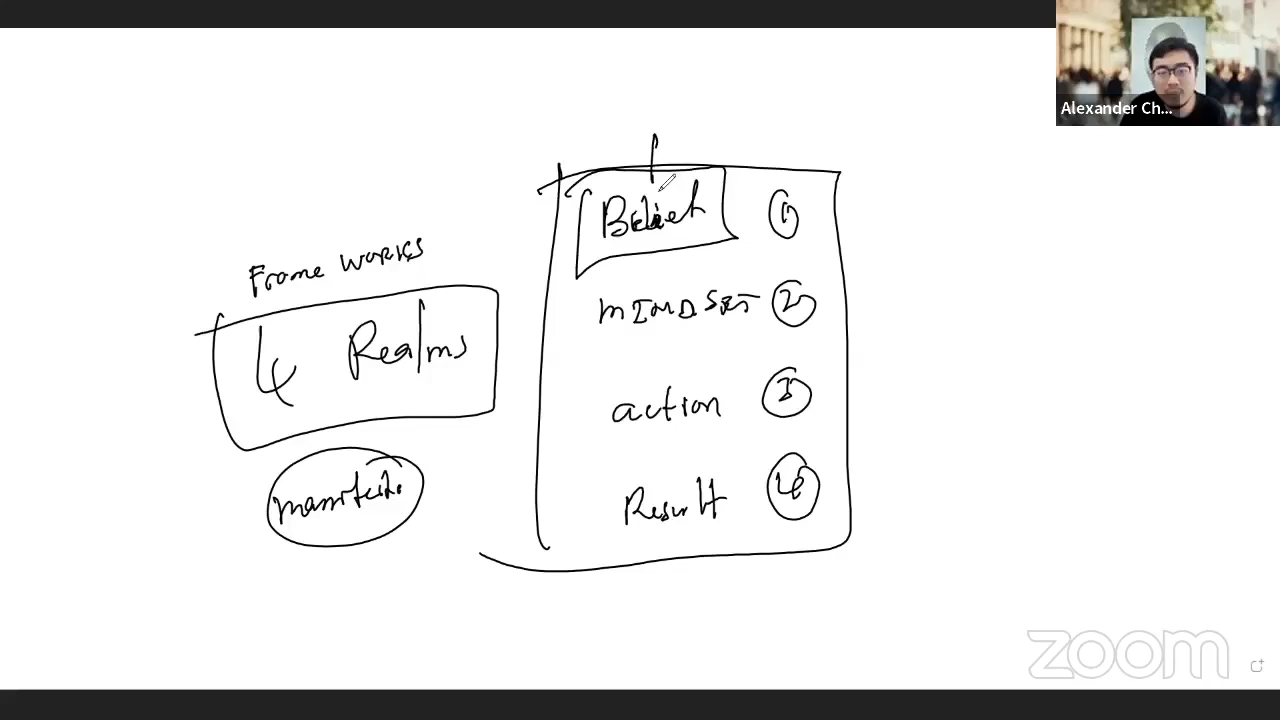 Alexander Ch...
Frame works
4 Realms
manifesto
Belief 1
MINDSET 2
action 3
Result 4
zoom